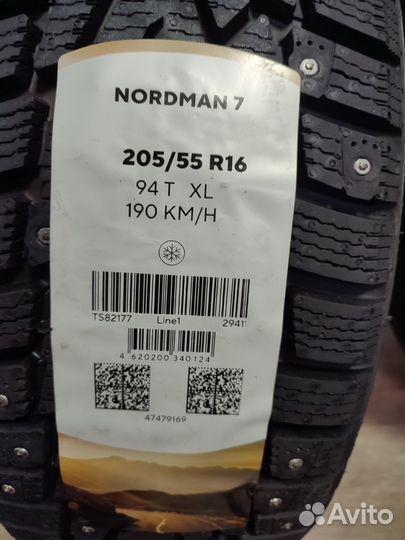 NORDMAN 7
205/55 R16
94 T XL
190 KM/H
TS82177 Line1 2941
4 620200 340124
47479169
Avito